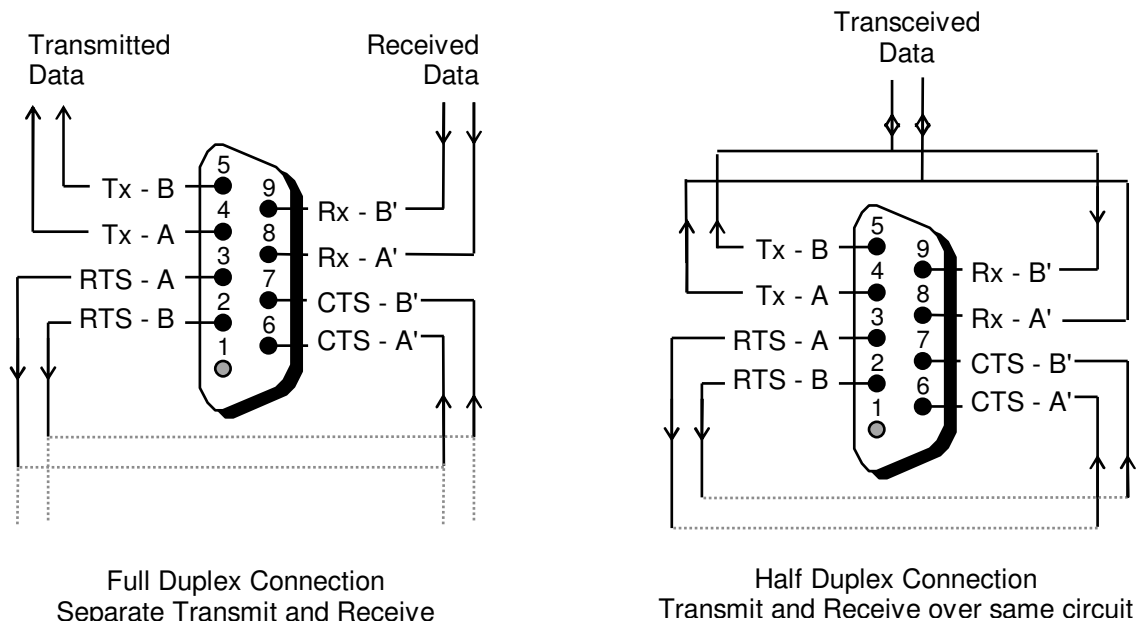 Transmitted
Data
Received
Data
5
9
Tx - B
4
Rx - B'
8
Tx - A
3
Rx - A'
7
RTS - A
2
CTS - B'
6
RTS - B
1
CTS - A'
Full Duplex Connection
Separate Transmit and Receive
Transceived
Data
5
9
Tx - B
4
Rx - B'
8
Tx - A
3
Rx - A'
7
RTS - A
2
CTS - B'
6
RTS - B
1
CTS - A'
Half Duplex Connection
Transmit and Receive over same circuit